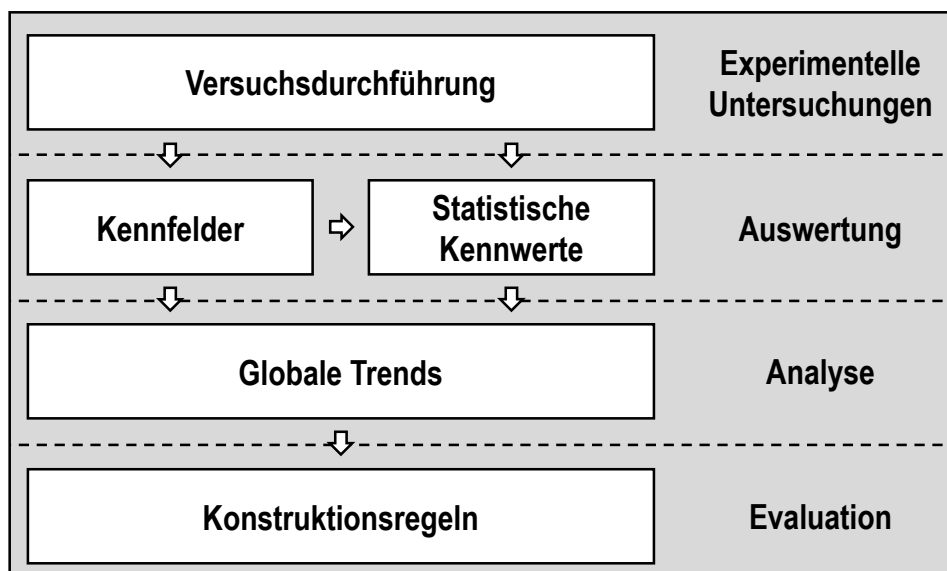 Versuchsdurchführung
Experimentelle
Untersuchungen
Kennfelder
Statistische
Kennwerte
Auswertung
Globale Trends
Analyse
Konstruktionsregeln
Evaluation